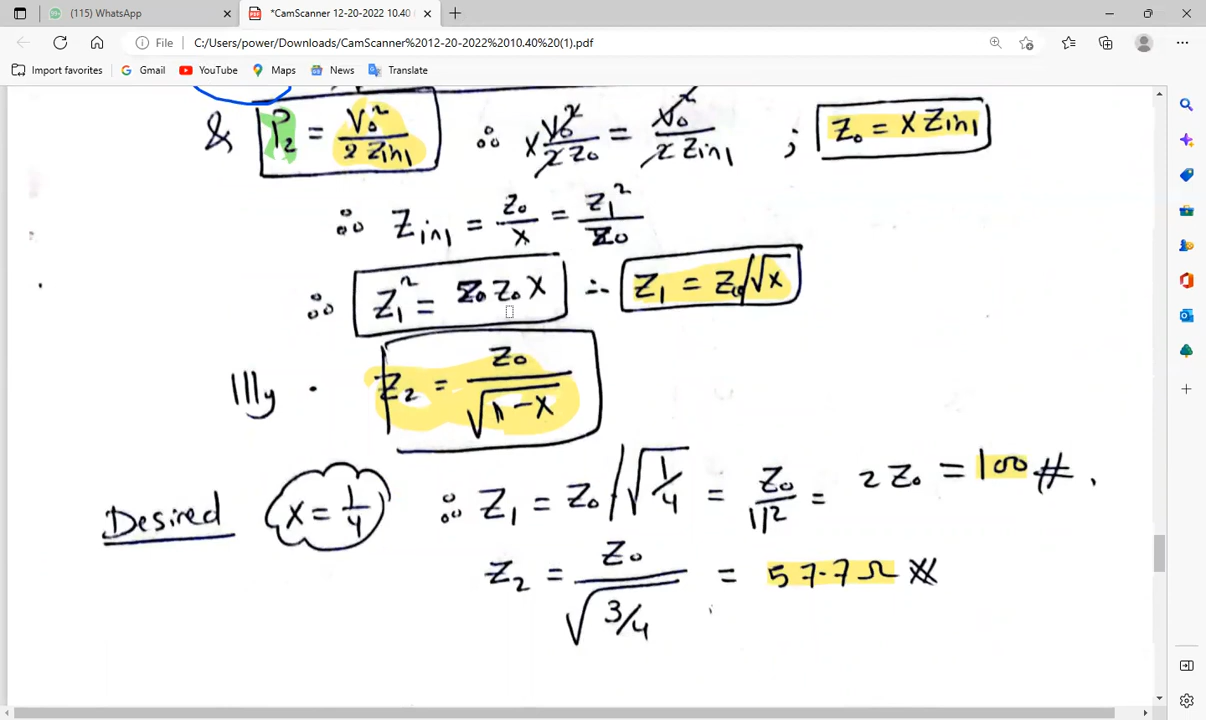 (115) WhatsApp
*CamScanner 12-20-2022 10.40
File
C:/Users/power/Downloads/CamScanner%2012-20-2022%2010.40%20(1).pdf
Import favorites
Gmail
YouTube
Maps
News
Translate
& P₂ = V₀² / 2 Zin1 ∴ X V₀² / 2 Z₀ = V₀² / 2 Zin1 ; Z₀ = X Zin1
∴ Zin1 = Z₀ / X = Z₁² / Z₀
∴ Z₁² = Z₀ Z₀ X ∴ Z₁ = Z₀ / √X
Illy . Z₂ = Z₀ / √(1-X)
Desired X = 1/4 ∴ Z₁ = Z₀ / √(1/4) = Z₀ / 1/2 = 2 Z₀ = 100 #.
Z₂ = Z₀ / √(3/4) = 57.7 Ω